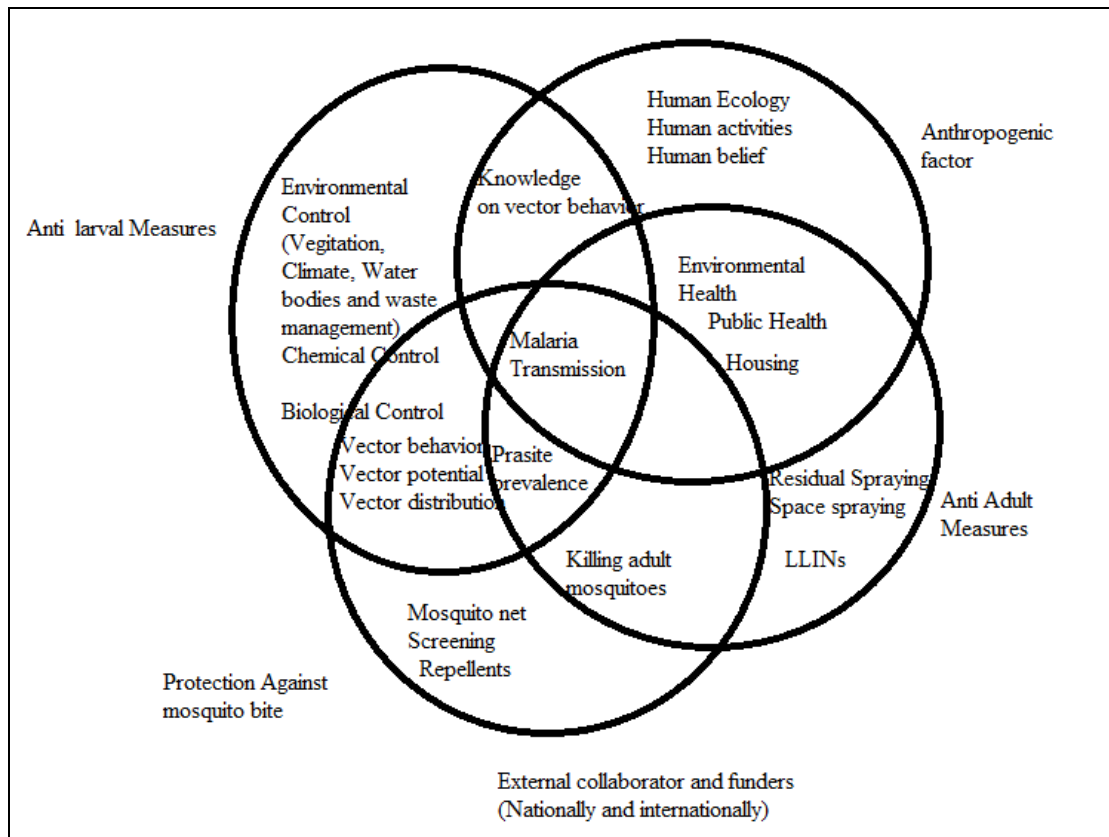 Human Ecology
Human activities
Human belief
Anthropogenic
factor
Knowledge
on vector behavior
Environmental
Control
(Vegitation,
Climate, Water
bodies and waste
management)
Chemical Control
Biological Control
Anti larval Measures
Environmental
Health
Public Health
Housing
Malaria
Transmission
Vector behavior
Vector potential
Vector distribution
Prasite
prevalence
Residual Spraying
Space spraying
LLINs
Anti Adult
Measures
Killing adult
mosquitoes
Mosquito net
Screening
Repellents
Protection Against
mosquito bite
External collaborator and funders
(Nationally and internationally)